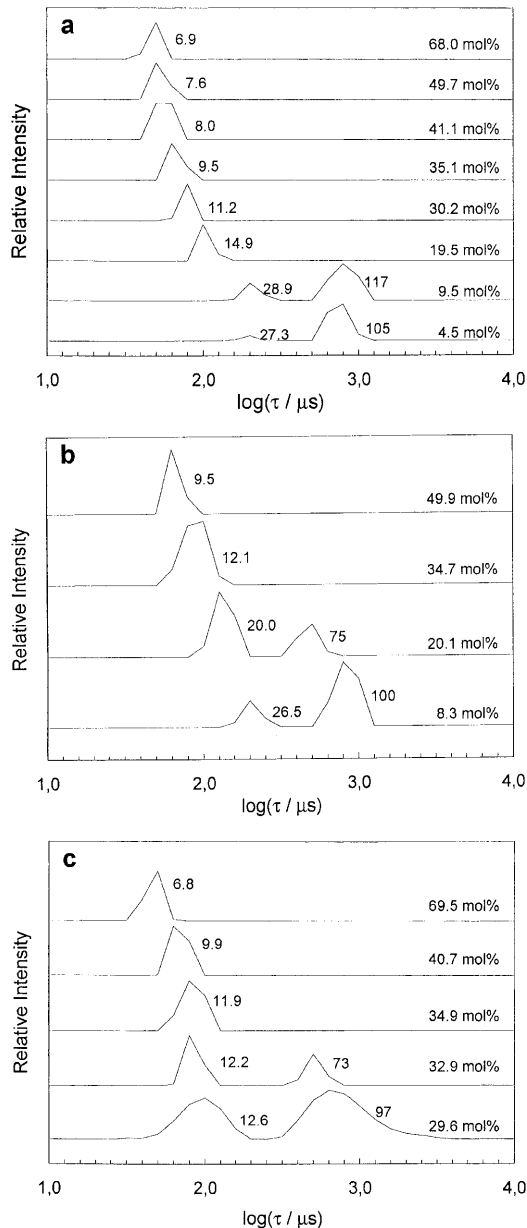 a
6.9 68.0 mol%
7.6 49.7 mol%
8.0 41.1 mol%
9.5 35.1 mol%
11.2 30.2 mol%
14.9 19.5 mol%
28.9 117 9.5 mol%
27.3 105 4.5 mol%
Relative Intensity
1,0 2,0 3,0 4,0
log(τ / μs)
b
9.5 49.9 mol%
12.1 34.7 mol%
20.0 75 20.1 mol%
26.5 100 8.3 mol%
Relative Intensity
1,0 2,0 3,0 4,0
log(τ / μs)
c
6.8 69.5 mol%
9.9 40.7 mol%
11.9 34.9 mol%
12.2 73 32.9 mol%
12.6 97 29.6 mol%
Relative Intensity
1,0 2,0 3,0 4,0
log(τ / μs)